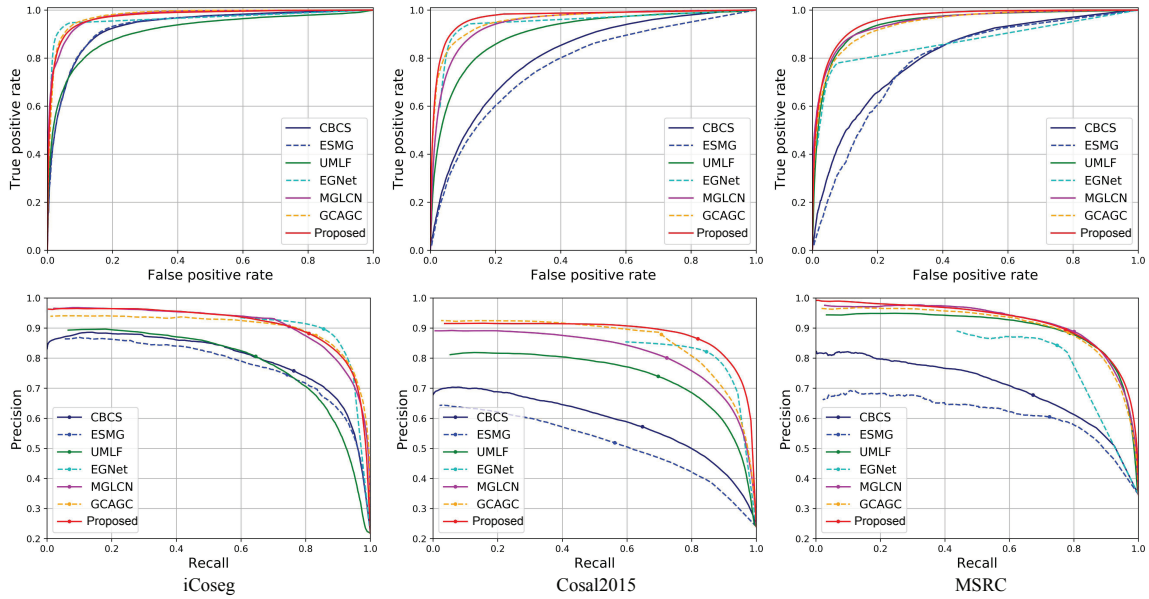 True positive rate
1.0
0.8
0.6
0.4
0.2
0.0
CBCS
ESMG
UMLF
EGNet
MGLCN
GCAGC
Proposed
0.0 0.2 0.4 0.6 0.8 1.0
False positive rate
True positive rate
1.0
0.8
0.6
0.4
0.2
0.0
CBCS
ESMG
UMLF
EGNet
MGLCN
GCAGC
Proposed
0.0 0.2 0.4 0.6 0.8 1.0
False positive rate
True positive rate
1.0
0.8
0.6
0.4
0.2
0.0
CBCS
ESMG
UMLF
EGNet
MGLCN
GCAGC
Proposed
0.0 0.2 0.4 0.6 0.8 1.0
False positive rate
Precision
1.0
0.9
0.8
0.7
0.6
0.5
0.4
0.3
0.2
CBCS
ESMG
UMLF
EGNet
MGLCN
GCAGC
Proposed
0.0 0.2 0.4 0.6 0.8 1.0
Recall
iCoseg
Precision
1.0
0.9
0.8
0.7
0.6
0.5
0.4
0.3
0.2
CBCS
ESMG
UMLF
EGNet
MGLCN
GCAGC
Proposed
0.0 0.2 0.4 0.6 0.8 1.0
Recall
Cosal2015
Precision
1.0
0.9
0.8
0.7
0.6
0.5
0.4
0.3
0.2
CBCS
ESMG
UMLF
EGNet
MGLCN
GCAGC
Proposed
0.0 0.2 0.4 0.6 0.8 1.0
Recall
MSRC